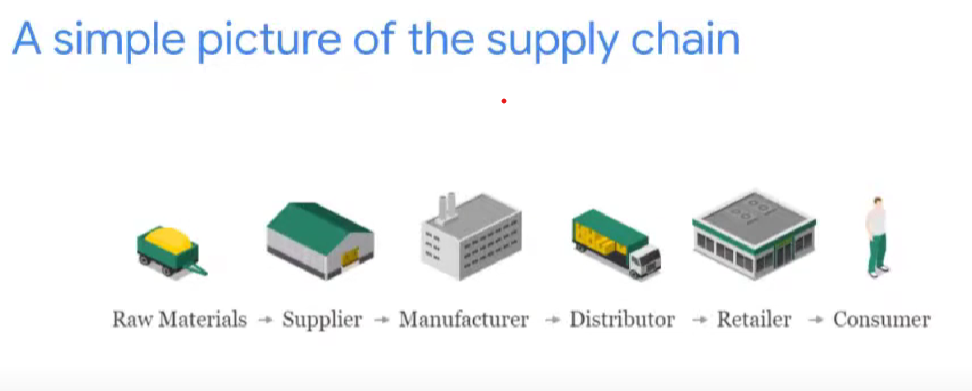 A simple picture of the supply chain
Raw Materials → Supplier → Manufacturer → Distributor → Retailer → Consumer